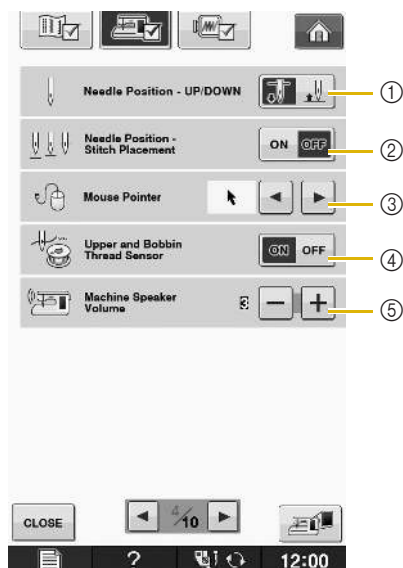 Needle Position - UP/DOWN
①
Needle Position -
Stitch Placement
ON OFF
②
Mouse Pointer
③
Upper and Bobbin
Thread Sensor
ON OFF
④
Machine Speaker
Volume
3 − +
⑤
CLOSE
4/10
? 12:00